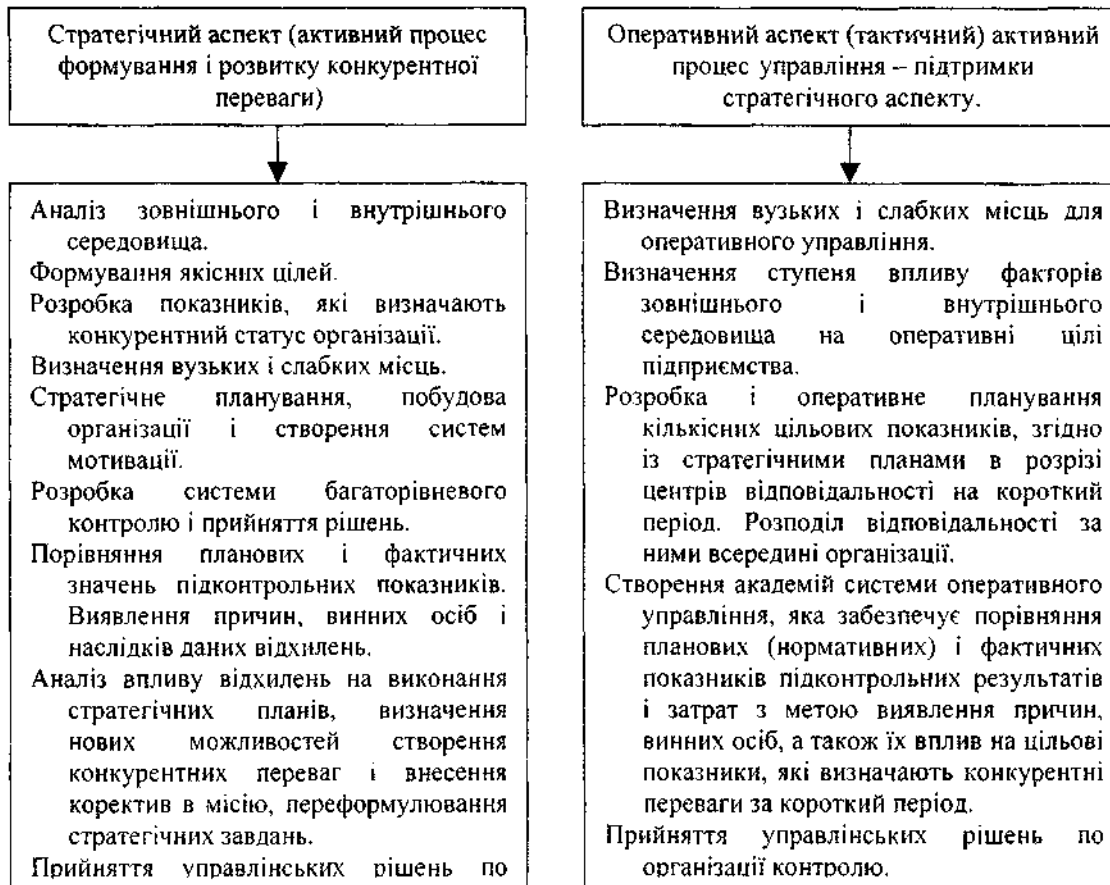 Стратегічний аспект (активний процес
формування і розвитку конкурентної
переваги)
Аналіз зовнішнього і внутрішнього
середовища.
Формування якісних цілей.
Розробка показників, які визначають
конкурентний статус організації.
Визначення вузьких і слабких місць.
Стратегічне планування, побудова
організації і створення систем
мотивації.
Розробка системи багаторівневого
контролю і прийняття рішень.
Порівняння планових і фактичних
значень підконтрольних показників.
Виявлення причин, винних осіб і
наслідків даних відхилень.
Аналіз впливу відхилень на виконання
стратегічних планів, визначення
нових можливостей створення
конкурентних переваг і внесення
коректив в місію, переформулювання
стратегічних завдань.
Прийняття управлінських рішень по
Оперативний аспект (тактичний) активний
процес управління – підтримки
стратегічного аспекту.
Визначення вузьких і слабких місць для
оперативного управління.
Визначення ступеня впливу факторів
зовнішнього і внутрішнього
середовища на оперативні цілі
підприємства.
Розробка і оперативне планування
кількісних цільових показників, згідно
із стратегічними планами в розрізі
центрів відповідальності на короткий
період. Розподіл відповідальності за
ними всередині організації.
Створення академій системи оперативного
управління, яка забезпечує порівняння
планових (нормативних) і фактичних
показників підконтрольних результатів
і затрат з метою виявлення причин,
винних осіб, а також їх вплив на цільові
показники, які визначають конкурентні
переваги за короткий період.
Прийняття управлінських рішень по
організації контролю.